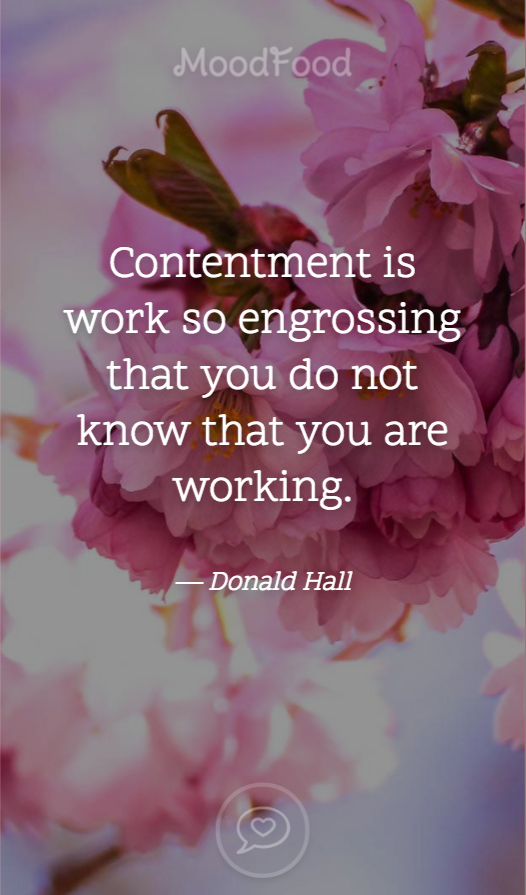 MoodFood
Contentment is
work so engrossing
that you do not
know that you are
working.
— Donald Hall